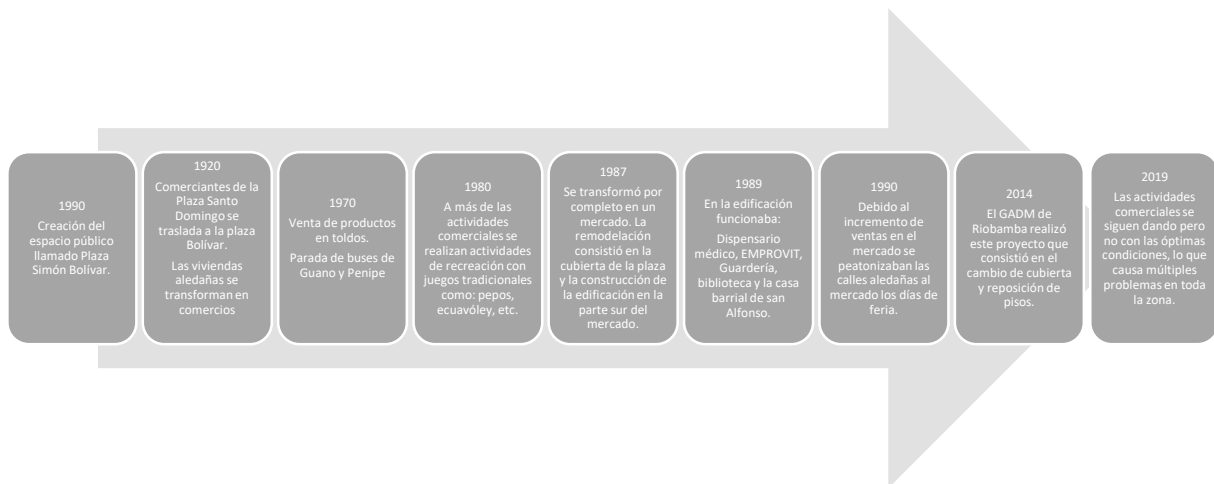 1990
Creación del
espacio público
llamado Plaza
Simón Bolívar.
1920
Comerciantes de la
Plaza Santo
Domingo se
traslada a la plaza
Bolívar.
Las viviendas
aledañas se
transforman en
comercios
1970
Venta de productos
en toldos.
Parada de buses de
Guano y Penipe
1980
A más de las
actividades
comerciales se
realizan actividades
de recreación con
juegos tradicionales
como: pepos,
ecuavóley, etc.
1987
Se transformó por
completo en un
mercado. La
remodelación
consistió en la
cubierta de la plaza
y la construcción de
la edificación en la
parte sur del
mercado.
1989
En la edificación
funcionaba:
Dispensario
médico, EMPROVIT,
Guardería,
biblioteca y la casa
barrial de san
Alfonso.
1990
Debido al
incremento de
ventas en el
mercado se
peatonizaban las
calles aledañas al
mercado los días de
feria.
2014
El GADM de
Riobamba realizó
este proyecto que
consistió en el
cambio de cubierta
y reposición de
pisos.
2019
Las actividades
comerciales se
siguen dando pero
no con las óptimas
condiciones, lo que
causa múltiples
problemas en toda
la zona.